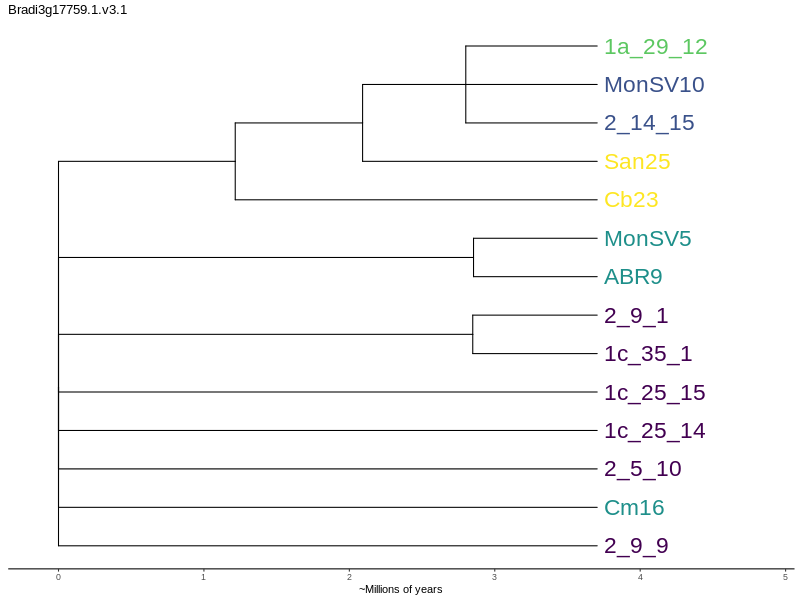 Bradi3g17759.1.v3.1
1a_29_12
MonSV10
2_14_15
San25
Cb23
MonSV5
ABR9
2_9_1
1c_35_1
1c_25_15
1c_25_14
2_5_10
Cm16
2_9_9
0 1 2 3 4 5
~Millions of years